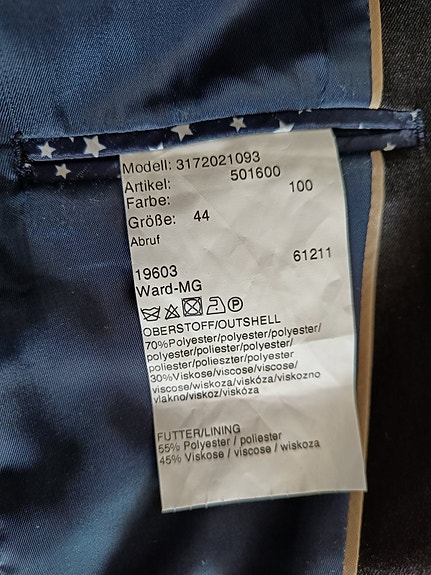 Modell: 3172021093
Artikel: 501600
Farbe: 100
Größe: 44
Abruf
61211
19603
Ward-MG
P
OBERSTOFF/OUTSHELL
70%Polyester/polyester/polyester/
polyester/poliester/polyester/
polyester/polieszter/polyester
30%Viskose/viscose/viscose/
viscose/wiskoza/viskóza/viskozno
vlakno/viskoz/viskóza
FUTTER/LINING
55% Polyester / poliester
45% Viskose / viscose / wiskoza